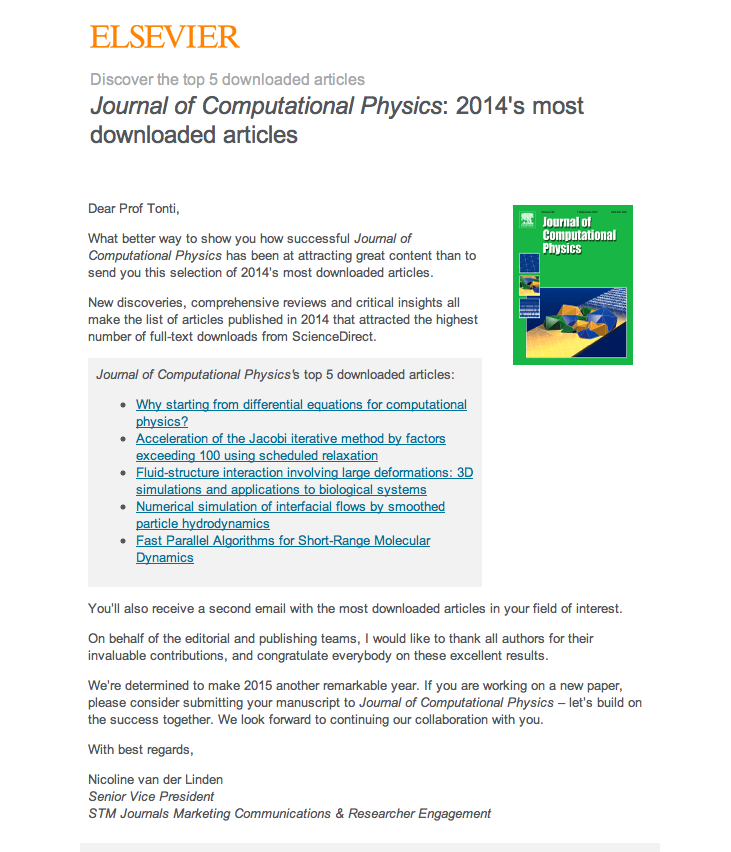 ELSEVIER
Discover the top 5 downloaded articles
Journal of Computational Physics: 2014's most
downloaded articles
Dear Prof Tonti,
What better way to show you how successful Journal of
Computational Physics has been at attracting great content than to
send you this selection of 2014's most downloaded articles.
New discoveries, comprehensive reviews and critical insights all
make the list of articles published in 2014 that attracted the highest
number of full-text downloads from ScienceDirect.
Journal of
Computational
Physics
Journal of Computational Physics's top 5 downloaded articles:
• Why starting from differential equations for computational
physics?
• Acceleration of the Jacobi iterative method by factors
exceeding 100 using scheduled relaxation
• Fluid-structure interaction involving large deformations: 3D
simulations and applications to biological systems
• Numerical simulation of interfacial flows by smoothed
particle hydrodynamics
• Fast Parallel Algorithms for Short-Range Molecular
Dynamics
You'll also receive a second email with the most downloaded articles in your field of interest.
On behalf of the editorial and publishing teams, I would like to thank all authors for their
invaluable contributions, and congratulate everybody on these excellent results.
We're determined to make 2015 another remarkable year. If you are working on a new paper,
please consider submitting your manuscript to Journal of Computational Physics – let's build on
the success together. We look forward to continuing our collaboration with you.
With best regards,
Nicoline van der Linden
Senior Vice President
STM Journals Marketing Communications & Researcher Engagement